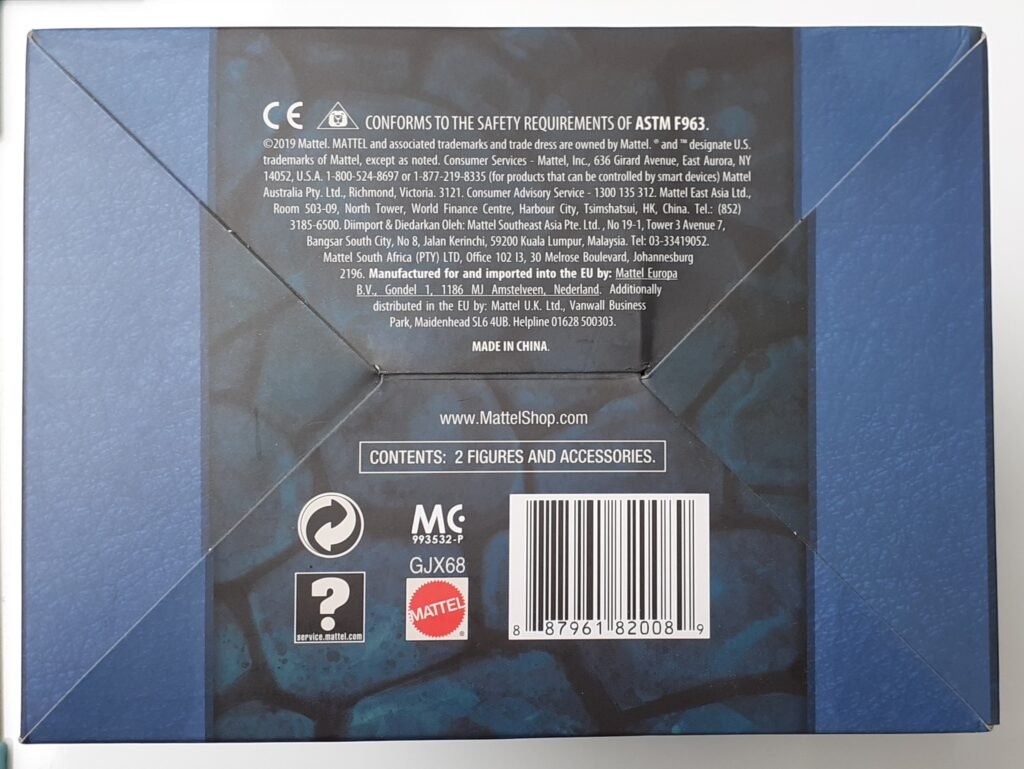 CE CONFORMS TO THE SAFETY REQUIREMENTS OF ASTM F963.
©2019 Mattel. MATTEL and associated trademarks and trade dress are owned by Mattel. ® and ™ designate U.S.
trademarks of Mattel, except as noted. Consumer Services - Mattel, Inc., 636 Girard Avenue, East Aurora, NY
14052, U.S.A. 1-800-524-8697 or 1-877-219-8335 (for products that can be controlled by smart devices) Mattel
Australia Pty. Ltd., Richmond, Victoria. 3121. Consumer Advisory Service - 1300 135 312. Mattel East Asia Ltd.,
Room 503-09, North Tower, World Finance Centre, Harbour City, Tsimshatsui, HK, China. Tel.: (852)
3185-6500. Diimport & Diedarkan Oleh: Mattel Southeast Asia Pte. Ltd. , No 19-1, Tower 3 Avenue 7,
Bangsar South City, No 8, Jalan Kerinchi, 59200 Kuala Lumpur, Malaysia. Tel: 03-33419052.
Mattel South Africa (PTY) LTD, Office 102 I3, 30 Melrose Boulevard, Johannesburg
2196. Manufactured for and imported into the EU by: Mattel Europa
B.V., Gondel 1, 1186 MJ Amstelveen, Nederland. Additionally
distributed in the EU by: Mattel U.K. Ltd., Vanwall Business
Park, Maidenhead SL6 4UB. Helpline 01628 500303.
MADE IN CHINA.
www.MattelShop.com
CONTENTS: 2 FIGURES AND ACCESSORIES.
MC
993532-P
GJX68
MATTEL®
?
service.mattel.com
8 87961 82008 9